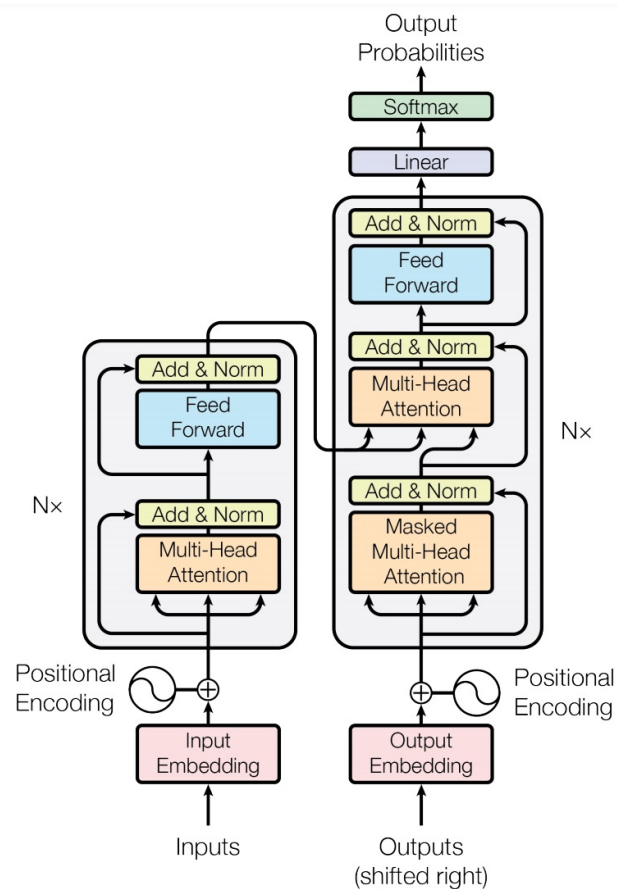 Output
Probabilities
Softmax
Linear
Add & Norm
Feed
Forward
Add & Norm
Multi-Head
Attention
Add & Norm
Masked
Multi-Head
Attention
N×
Positional
Encoding
Output
Embedding
Outputs
(shifted right)
Add & Norm
Feed
Forward
Add & Norm
Multi-Head
Attention
N×
Positional
Encoding
Input
Embedding
Inputs